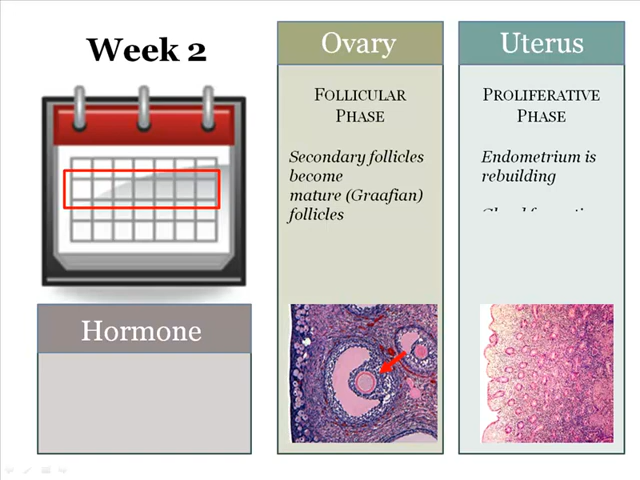 Week 2
Hormone
Ovary
FOLLICULAR
PHASE
Secondary follicles
become
mature (Graafian)
follicles
Uterus
PROLIFERATIVE
PHASE
Endometrium is
rebuilding